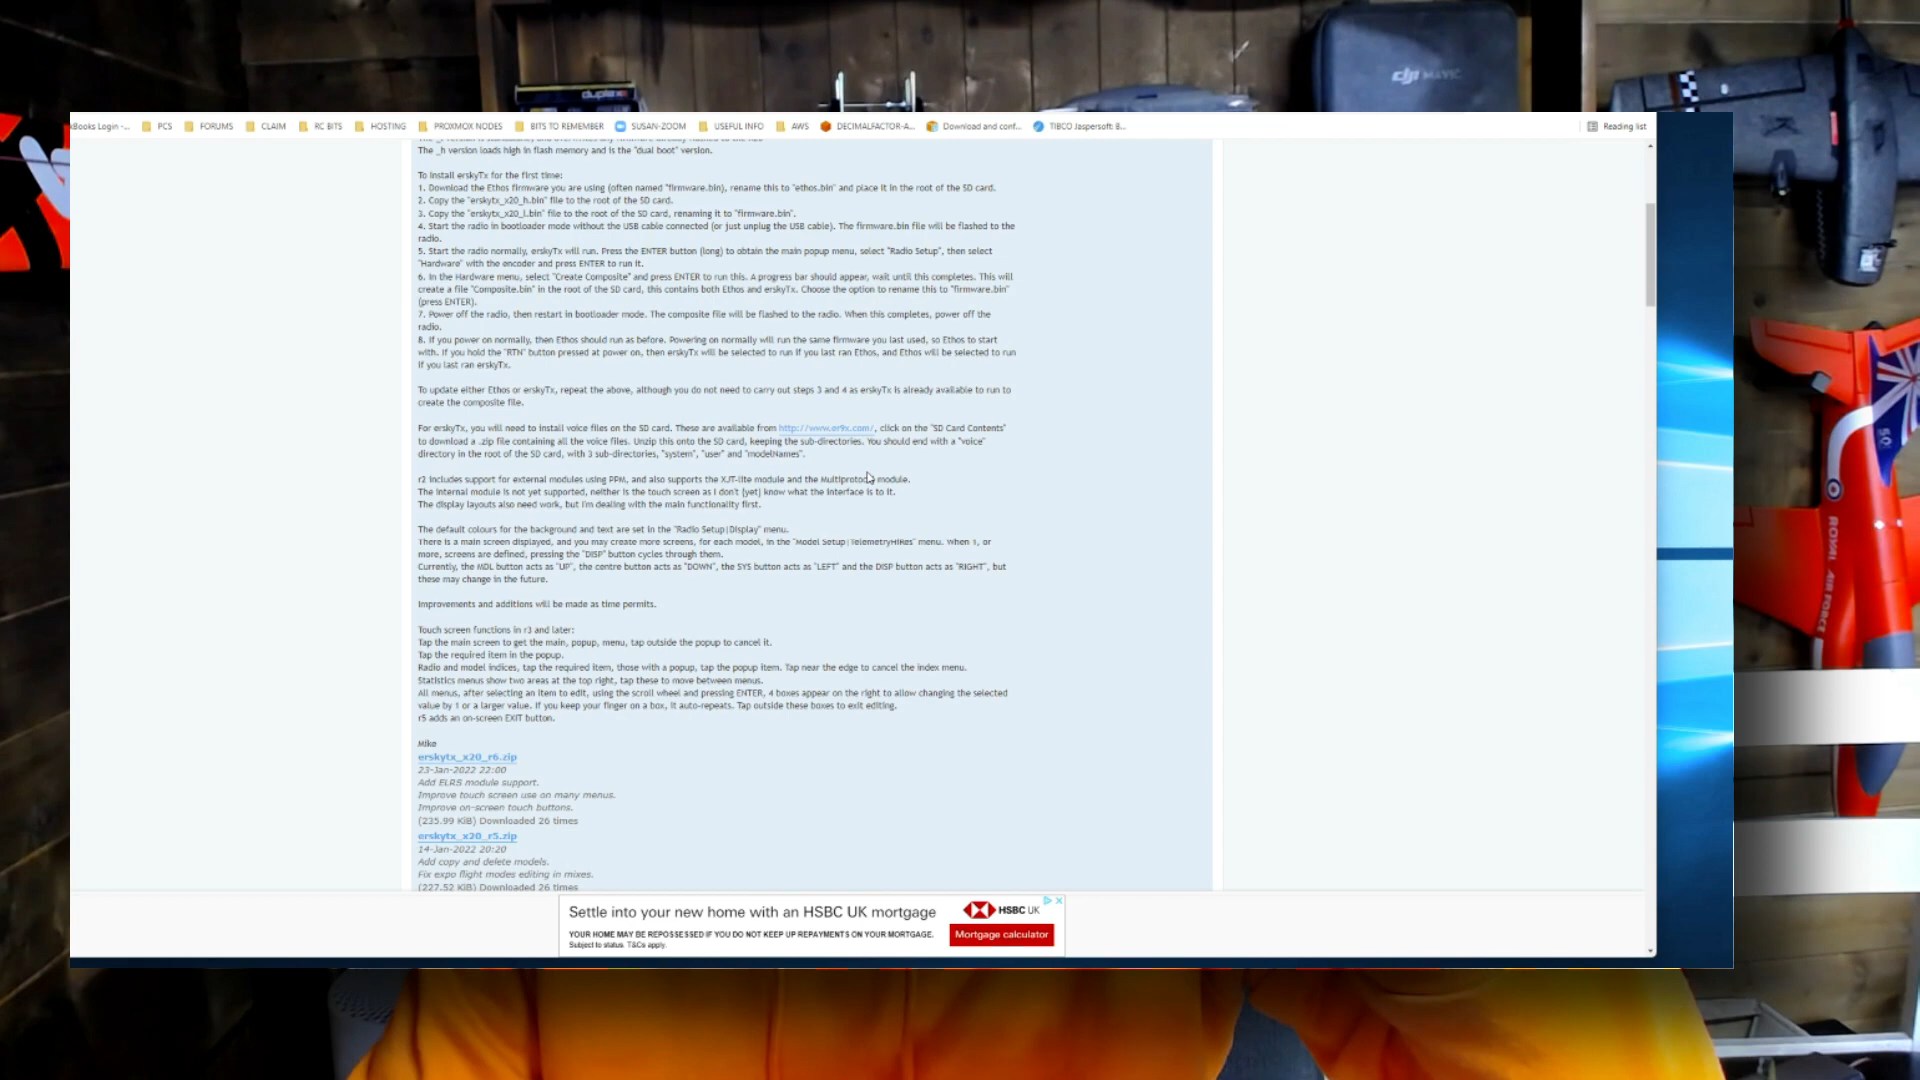 DJI MAVIC
duplex
xBooks Login -... PCS FORUMS CLAIM RC BITS HOSTING PROXMOX NODES BITS TO REMEMBER SUSAN-ZOOM USEFUL INFO AWS DECIMALFACTOR-A... Download and conf... TIBCO Jaspersoft: B... Reading list
The _h version loads high in flash memory and is the "dual boot" version.
To install erskyTx for the first time:
1. Download the Ethos firmware you are using (often named "firmware.bin), rename this to "ethos.bin" and place it in the root of the SD card.
2. Copy the "erskytx_x20_h.bin" file to the root of the SD card.
3. Copy the "erskytx_x20_l.bin" file to the root of the SD card, renaming it to "firmware.bin".
4. Start the radio in bootloader mode without the USB cable connected (or just unplug the USB cable). The firmware.bin file will be flashed to the
radio.
5. Start the radio normally, erskyTx will run. Press the ENTER button (long) to obtain the main popup menu, select "Radio Setup", then select
"Hardware" with the encoder and press ENTER to run it.
6. In the Hardware menu, select "Create Composite" and press ENTER to run this. A progress bar should appear, wait until this completes. This will
create a file "Composite.bin" in the root of the SD card, this contains both Ethos and erskyTx. Choose the option to rename this to "firmware.bin"
(press ENTER).
7. Power off the radio, then restart in bootloader mode. The composite file will be flashed to the radio. When this completes, power off the
radio.
8. If you power on normally, then Ethos should run as before. Powering on normally will run the same firmware you last used, so Ethos to start
with. If you hold the "RTN" button pressed at power on, then erskyTx will be selected to run if you last ran Ethos, and Ethos will be selected to run
if you last ran erskyTx.
To update either Ethos or erskyTx, repeat the above, although you do not need to carry out steps 3 and 4 as erskyTx is already available to run to
create the composite file.
For erskyTx, you will need to install voice files on the SD card. These are available from http://www.er9x.com/, click on the "SD Card Contents"
to download a .zip file containing all the voice files. Unzip this onto the SD card, keeping the sub-directories. You should end with a "voice"
directory in the root of the SD card, with 3 sub-directories, "system", "user" and "modelNames".
r2 includes support for external modules using PPM, and also supports the XJT-lite module and the Multiprotocol module.
The internal module is not yet supported, neither is the touch screen as I don't (yet) know what the interface is to it.
The display layouts also need work, but I'm dealing with the main functionality first.
The default colours for the background and text are set in the "Radio Setup|Display" menu.
There is a main screen displayed, and you may create more screens, for each model, in the "Model Setup|TelemetryHiRes" menu. When 1, or
more, screens are defined, pressing the "DISP" button cycles through them.
Currently, the MDL button acts as "UP", the centre button acts as "DOWN", the SYS button acts as "LEFT" and the DISP button acts as "RIGHT", but
these may change in the future.
Improvements and additions will be made as time permits.
Touch screen functions in r3 and later:
Tap the main screen to get the main, popup, menu, tap outside the popup to cancel it.
Tap the required item in the popup.
Radio and model indices, tap the required item, those with a popup, tap the popup item. Tap near the edge to cancel the index menu.
Statistics menus show two areas at the top right, tap these to move between menus.
All menus, after selecting an item to edit, using the scroll wheel and pressing ENTER, 4 boxes appear on the right to allow changing the selected
value by 1 or a larger value. If you keep your finger on a box, it auto-repeats. Tap outside these boxes to exit editing.
r5 adds an on-screen EXIT button.
Mike
erskytx_x20_r6.zip
23-Jan-2022 22:00
Add ELRS module support.
Improve touch screen use on many menus.
Improve on-screen touch buttons.
(235.99 KiB) Downloaded 26 times
erskytx_x20_r5.zip
14-Jan-2022 20:20
Add copy and delete models.
Fix expo flight modes editing in mixes.
(227.52 KiB) Downloaded 26 times
Settle into your new home with an HSBC UK mortgage
YOUR HOME MAY BE REPOSSESSED IF YOU DO NOT KEEP UP REPAYMENTS ON YOUR MORTGAGE.
Subject to status. T&Cs apply.
HSBC UK
Mortgage calculator
ROYAL AIR FORCE
50